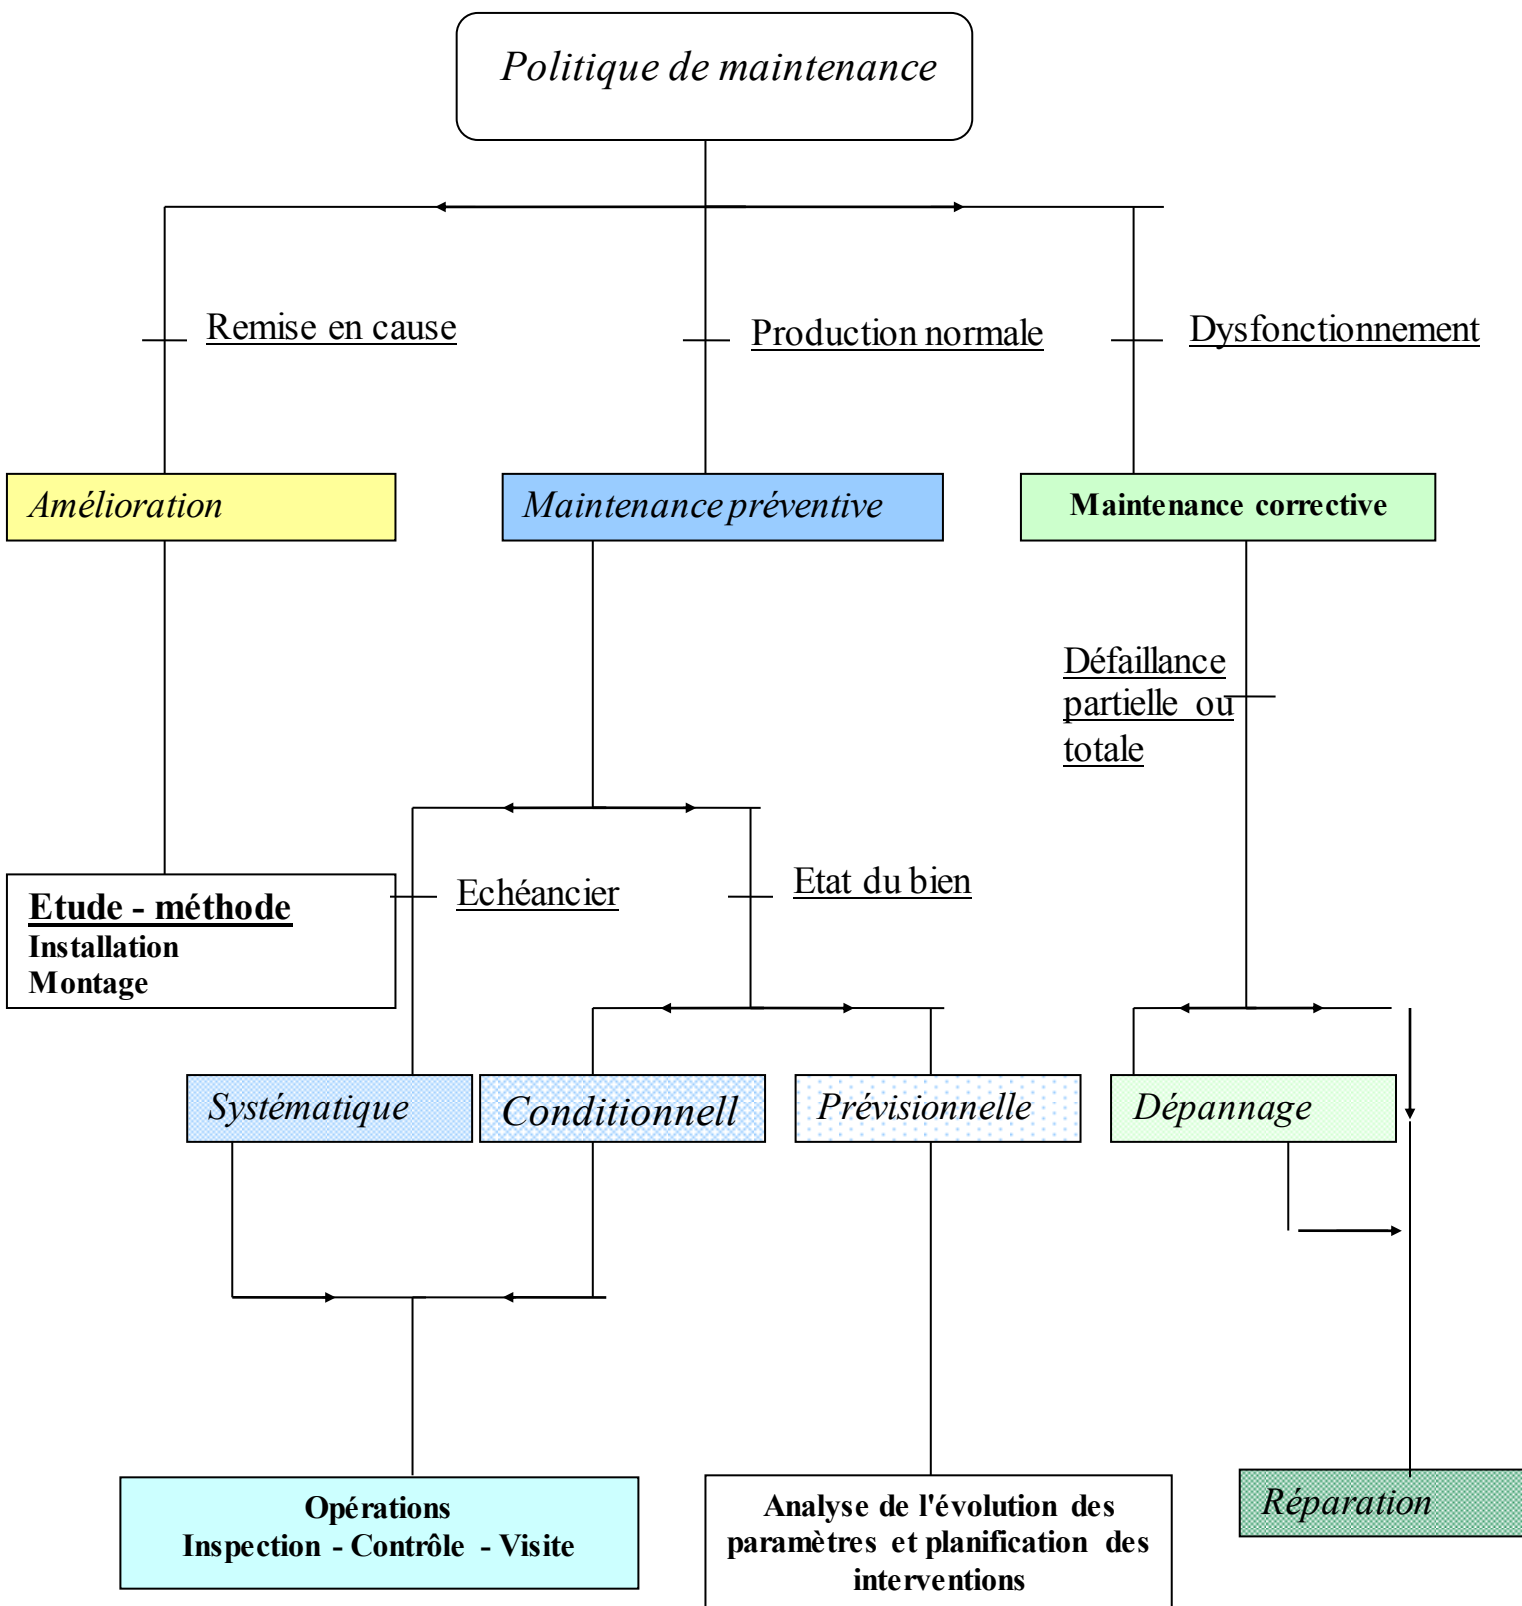 Politique de maintenance
Remise en cause
Production normale
Dysfonctionnement
Amélioration
Maintenance préventive
Maintenance corrective
Défaillance
partielle ou
totale
Etude - méthode
Installation
Montage
Echéancier
Etat du bien
Systématique
Conditionnell
Prévisionnelle
Dépannage
Opérations
Inspection - Contrôle - Visite
Analyse de l'évolution des
paramètres et planification des
interventions
Réparation